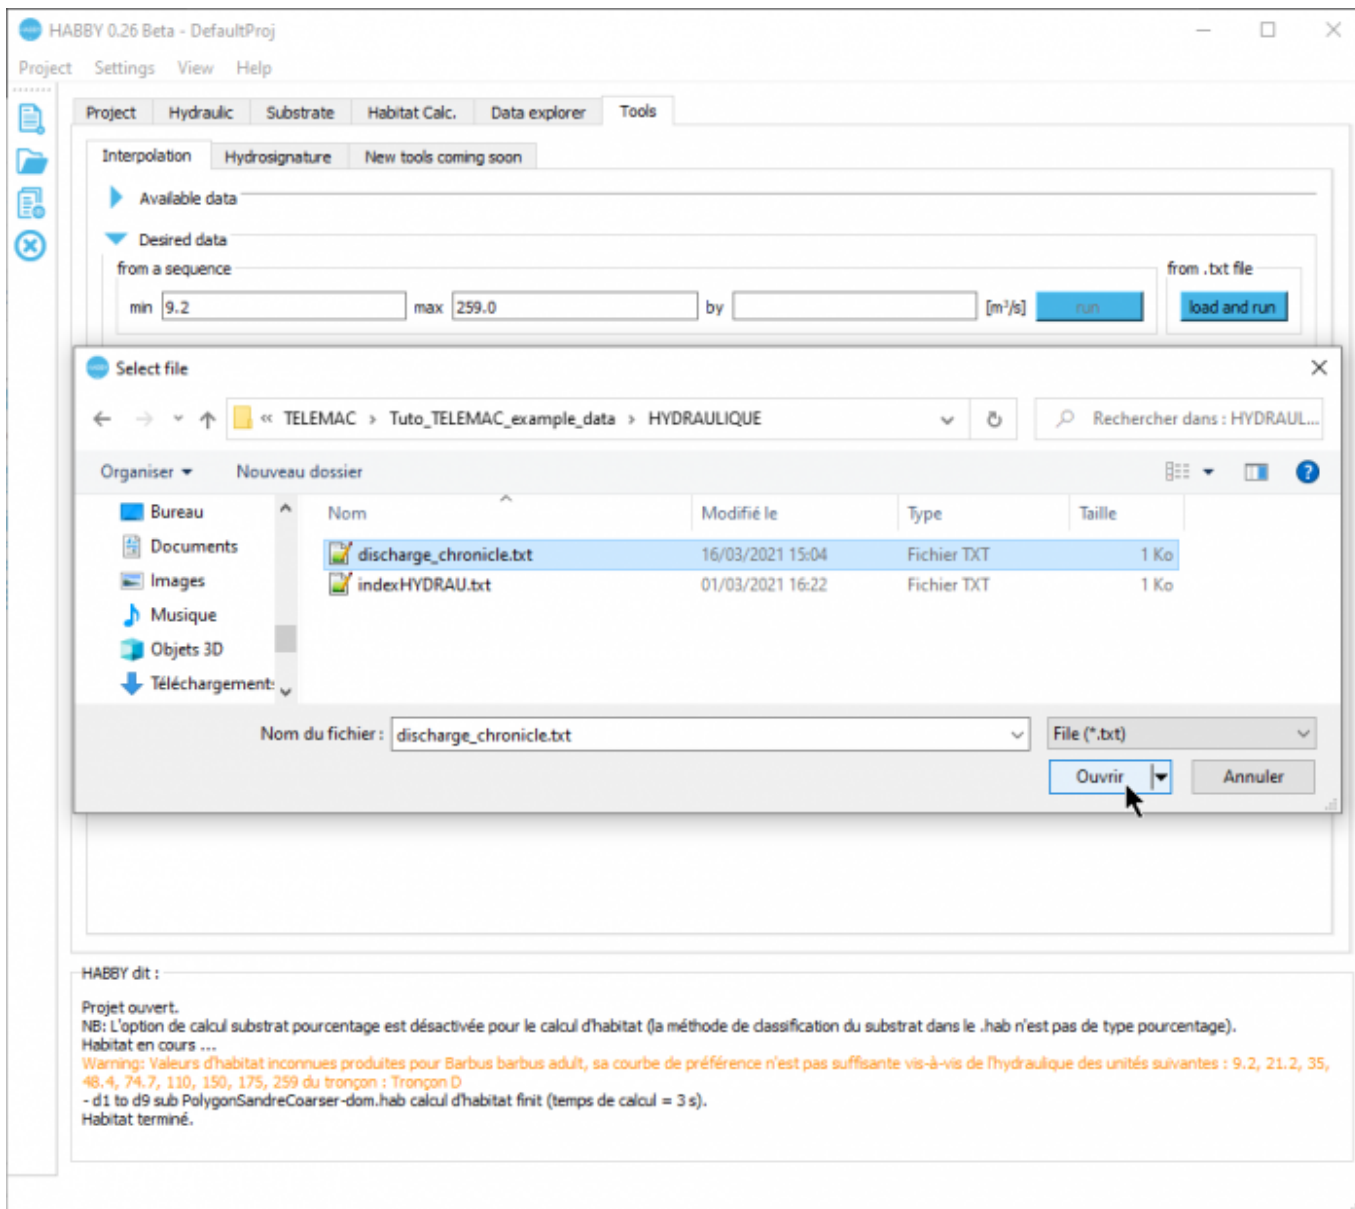 HABBY 0.26 Beta - DefaultProj
Project Settings View Help
Project Hydraulic Substrate Habitat Calc. Data explorer Tools
Interpolation Hydrosignature New tools coming soon
Available data
Desired data
from a sequence from .txt file
min 9.2 max 259.0 by [m³/s] run load and run
Select file
« TELEMAC > Tuto_TELEMAC_example_data > HYDRAULIQUE Rechercher dans : HYDRAUL...
Organiser Nouveau dossier
Bureau Nom Modifié le Type Taille
Documents discharge_chronicle.txt 16/03/2021 15:04 Fichier TXT 1 Ko
Images indexHYDRAU.txt 01/03/2021 16:22 Fichier TXT 1 Ko
Musique
Objets 3D
Téléchargement:
Nom du fichier : discharge_chronicle.txt File (*.txt)
Ouvrir Annuler
HABBY dit :
Projet ouvert.
NB: L'option de calcul substrat pourcentage est désactivée pour le calcul d'habitat (la méthode de classification du substrat dans le .hab n'est pas de type pourcentage).
Habitat en cours ...
Warning: Valeurs d'habitat inconnues produites pour Barbus barbus adult, sa courbe de préférence n'est pas suffisante vis-à-vis de l'hydraulique des unités suivantes : 9.2, 21.2, 35,
48.4, 74.7, 110, 150, 175, 259 du tronçon : Tronçon D
- d1 to d9 sub PolygonSandreCoarser-dom.hab calcul d'habitat finit (temps de calcul = 3 s).
Habitat terminé.